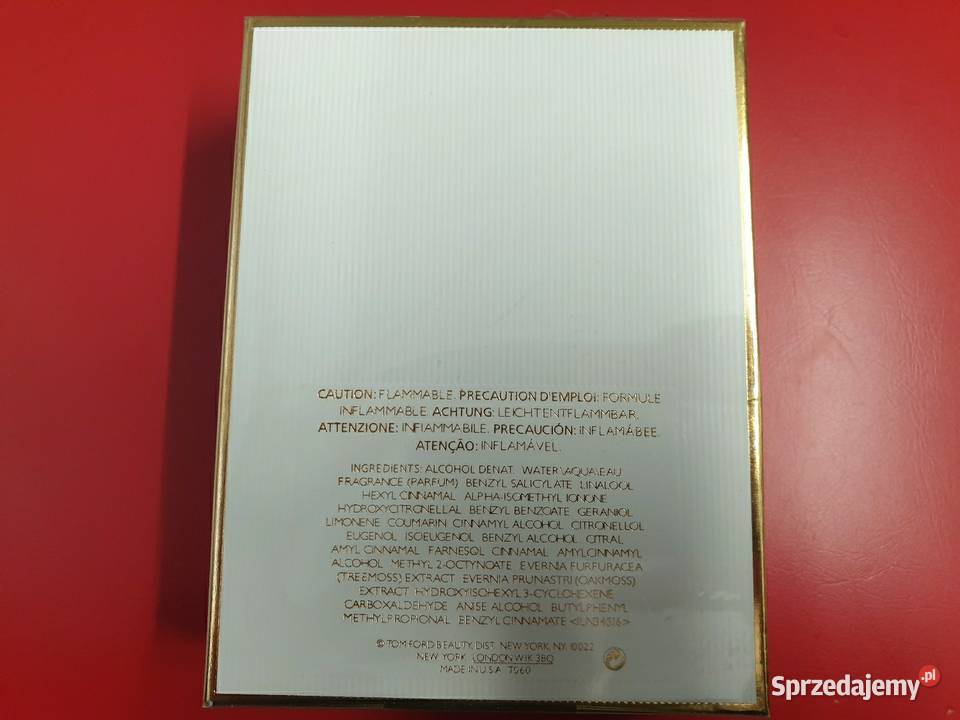 CAUTION: FLAMMABLE. PRECAUTION D'EMPLOI: FORMULE
INFLAMMABLE. ACHTUNG: LEICHTENTFLAMMBAR.
ATTENZIONE: INFIAMMABILE. PRECAUCIÓN: INFLAMÁBEE.
ATENÇÃO: INFLAMÁVEL.
INGREDIENTS: ALCOHOL DENAT. WATER\AQUA\EAU
FRAGRANCE (PARFUM) BENZYL SALICYLATE LINALOOL
HEXYL CINNAMAL ALPHA-ISOMETHYL IONONE
HYDROXYCITRONELLAL BENZYL BENZOATE GERANIOL
LIMONENE COUMARIN CINNAMYL ALCOHOL CITRONELLOL
EUGENOL ISOEUGENOL BENZYL ALCOHOL CITRAL
AMYL CINNAMAL FARNESOL CINNAMAL AMYLCINNAMYL
ALCOHOL METHYL 2-OCTYNOATE EVERNIA FURFURACEA
(TREEMOSS) EXTRACT EVERNIA PRUNASTRI (OAKMOSS)
EXTRACT HYDROXYISOHEXYL 3-CYCLOHEXENE
CARBOXALDEHYDE ANISE ALCOHOL BUTYLPHENYL
METHYLPROPIONAL BENZYL CINNAMATE <ILN34516>
© TOM FORD BEAUTY, DIST. NEW YORK, NY. 10022
NEW YORK LONDON W1K 3BQ
MADE IN U.S.A. T060
Sprzedajemy.pl